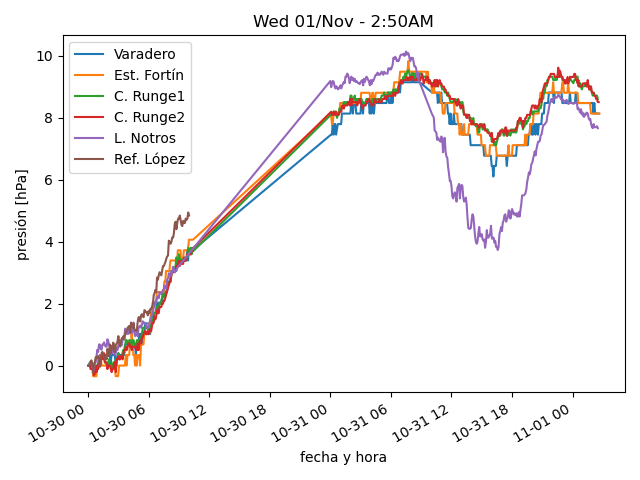 Wed 01/Nov - 2:50AM
Varadero
Est. Fortín
C. Runge1
C. Runge2
L. Notros
Ref. López
presión [hPa]
10
8
6
4
2
0
10-30 00
10-30 06
10-30 12
10-30 18
10-31 00
10-31 06
10-31 12
10-31 18
11-01 00
fecha y hora